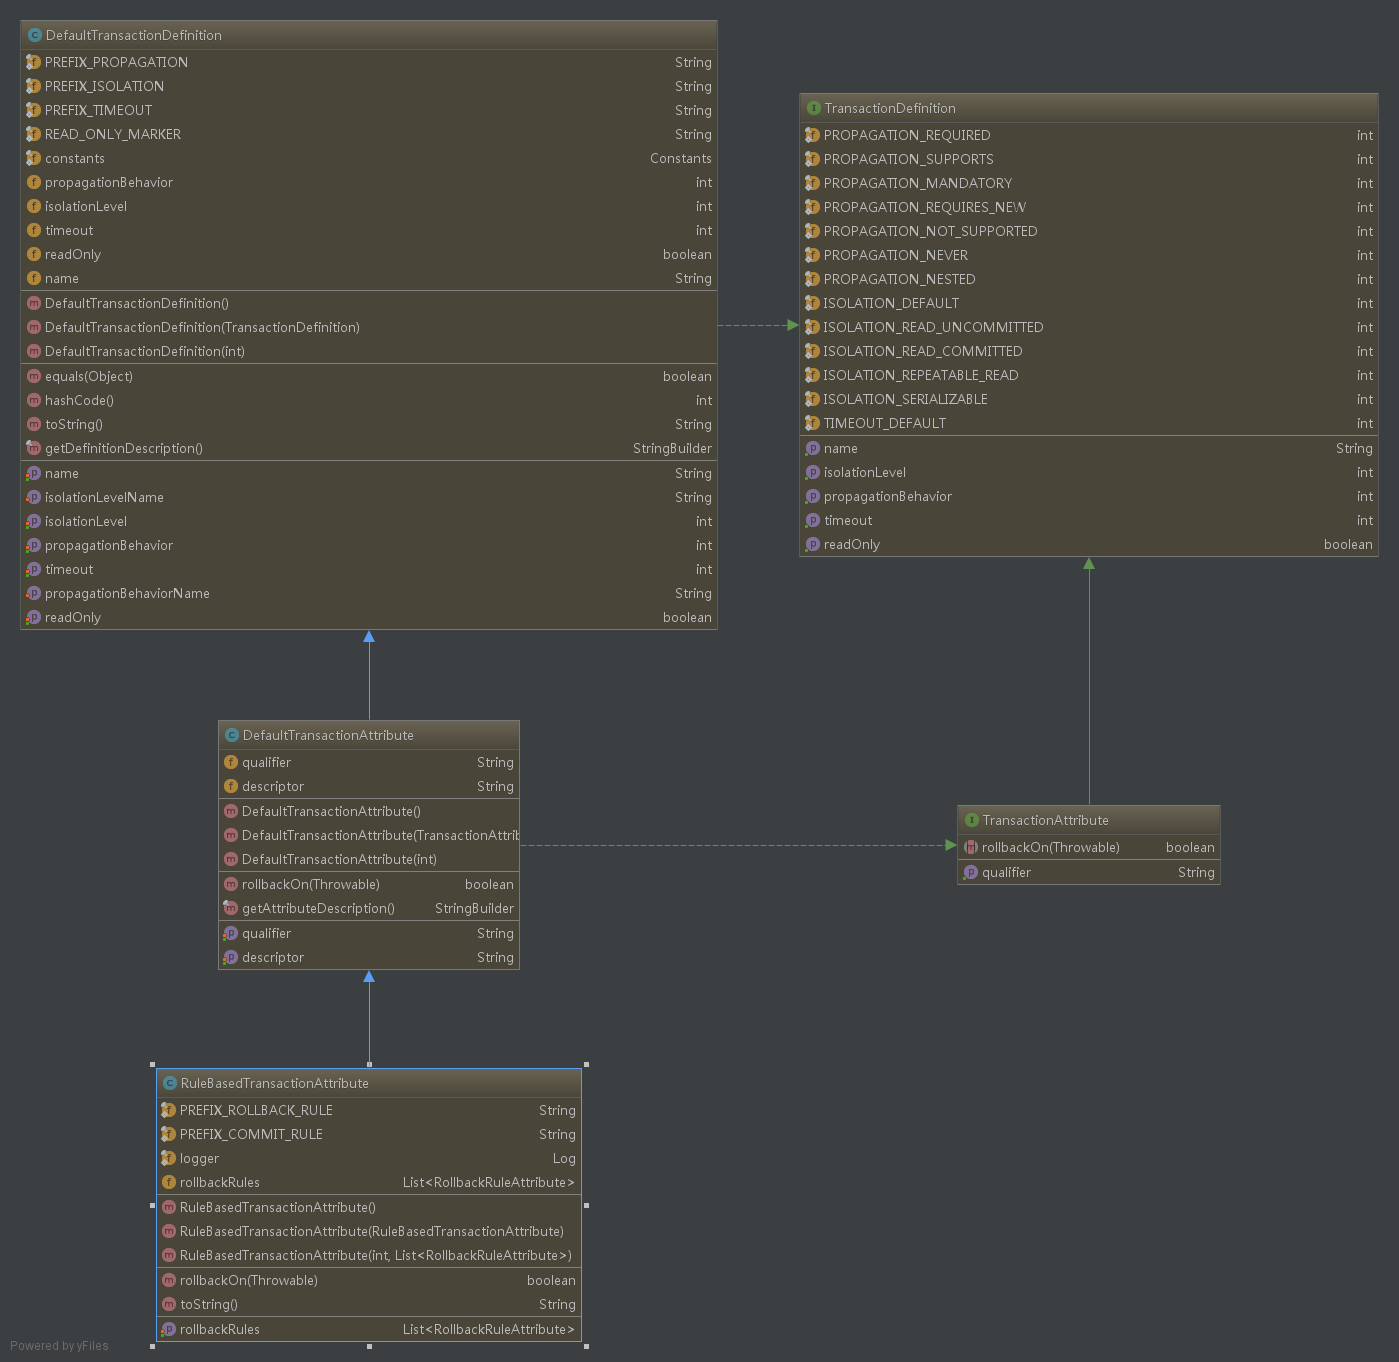 DefaultTransactionDefinition
PREFIX_PROPAGATION String
PREFIX_ISOLATION String
PREFIX_TIMEOUT String
READ_ONLY_MARKER String
constants Constants
propagationBehavior int
isolationLevel int
timeout int
readOnly boolean
name String
DefaultTransactionDefinition()
DefaultTransactionDefinition(TransactionDefinition)
DefaultTransactionDefinition(int)
equals(Object) boolean
hashCode() int
toString() String
getDefinitionDescription() StringBuilder
name String
isolationLevelName String
isolationLevel int
propagationBehavior int
timeout int
propagationBehaviorName String
readOnly boolean
TransactionDefinition
PROPAGATION_REQUIRED int
PROPAGATION_SUPPORTS int
PROPAGATION_MANDATORY int
PROPAGATION_REQUIRES_NEW int
PROPAGATION_NOT_SUPPORTED int
PROPAGATION_NEVER int
PROPAGATION_NESTED int
ISOLATION_DEFAULT int
ISOLATION_READ_UNCOMMITTED int
ISOLATION_READ_COMMITTED int
ISOLATION_REPEATABLE_READ int
ISOLATION_SERIALIZABLE int
TIMEOUT_DEFAULT int
name String
isolationLevel int
propagationBehavior int
timeout int
readOnly boolean
DefaultTransactionAttribute
qualifier String
descriptor String
DefaultTransactionAttribute()
DefaultTransactionAttribute(TransactionAttrib
DefaultTransactionAttribute(int)
rollbackOn(Throwable) boolean
getAttributeDescription() StringBuilder
qualifier String
descriptor String
TransactionAttribute
rollbackOn(Throwable) boolean
qualifier String
RuleBasedTransactionAttribute
PREFIX_ROLLBACK_RULE String
PREFIX_COMMIT_RULE String
logger Log
rollbackRules List<RollbackRuleAttribute>
RuleBasedTransactionAttribute()
RuleBasedTransactionAttribute(RuleBasedTransactionAttribute)
RuleBasedTransactionAttribute(int, List<RollbackRuleAttribute>)
rollbackOn(Throwable) boolean
toString() String
rollbackRules List<RollbackRuleAttribute>
Powered by yFiles